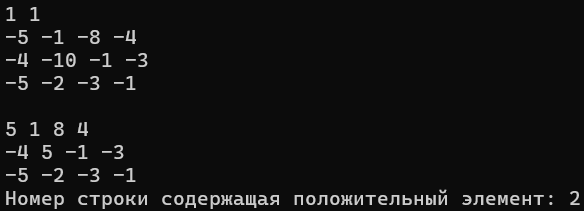 1 1
-5 -1 -8 -4
-4 -10 -1 -3
-5 -2 -3 -1

5 1 8 4
-4 5 -1 -3
-5 -2 -3 -1
Номер строки содержащая положительный элемент: 2